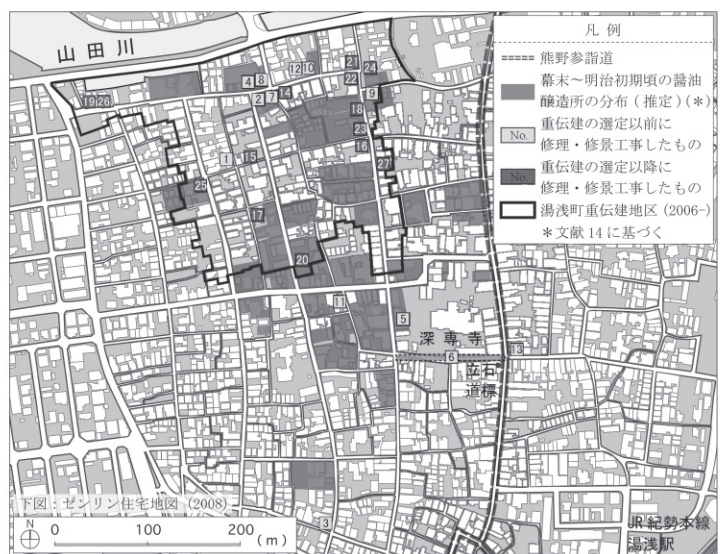 山田川
凡例
熊野参詣道
幕末～明治初期頃の醤油
醸造所の分布(推定)(*)
No.
重伝建の選定以前に
修理・修景工事したもの
No.
重伝建の選定以降に
修理・修景工事したもの
湯浅町重伝建地区(2006-)
*文献14に基づく
19 26
4
8
12
10
21
24
2
7
14
22
9
18
23
16
1
15
27
25
17
20
11
5
深専寺
6
13
立石
道標
3
下図：ゼンリン住宅地図(2008)
N
0 100 200
(m)
JR紀勢本線
湯浅駅